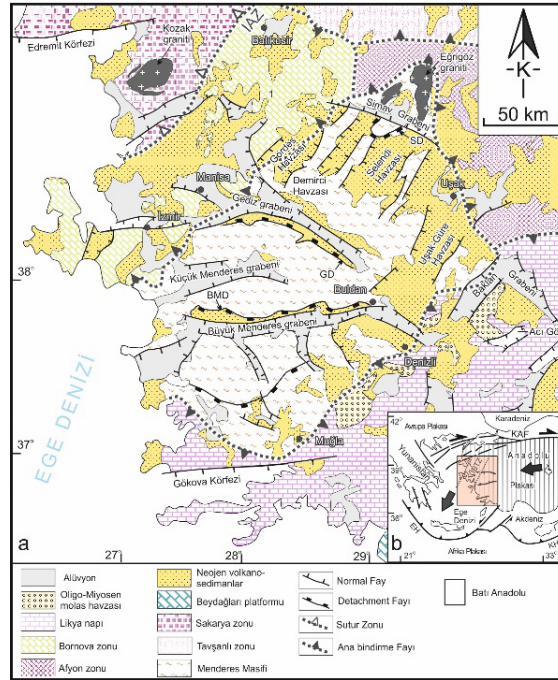 Edremit Körfezi
Kozak
graniti
Balıkesir
Eğrigöz
graniti
-K-
50 km
Simav Grabeni
SD
Gördes
Havzası
Demirci
Havzası
Selendi
Havzası
Uşak
Manisa
Gediz grabeni
İzmir
Uşak-Güre
Havzası
38
Küçük Menderes grabeni
GD
Baklan
Grabeni
BMD
Buldan
Büyük Menderes grabeni
Acı Göl
Denizli
EGE DENİZİ
37
Muğla
Gökova Körfezi
a
27
28
29
42
Avrupa Plakası
Karadeniz
KAF
Yunanistan
Anadolu
39
Plakası
36
Ege
Denizi
Akdeniz
EH
Afrika Plakası
b
21
33
Alüvyon
Neojen volkano-
sedimanlar
Normal Fay
Batı Anadolu
Oligo-Miyosen
molas havzası
Beydağları platformu
Detachment Fayı
Likya napı
Sakarya zonu
Sutur Zonu
Bornova zonu
Tavşanlı zonu
Ana bindirme Fayı
Afyon zonu
Menderes Masifi